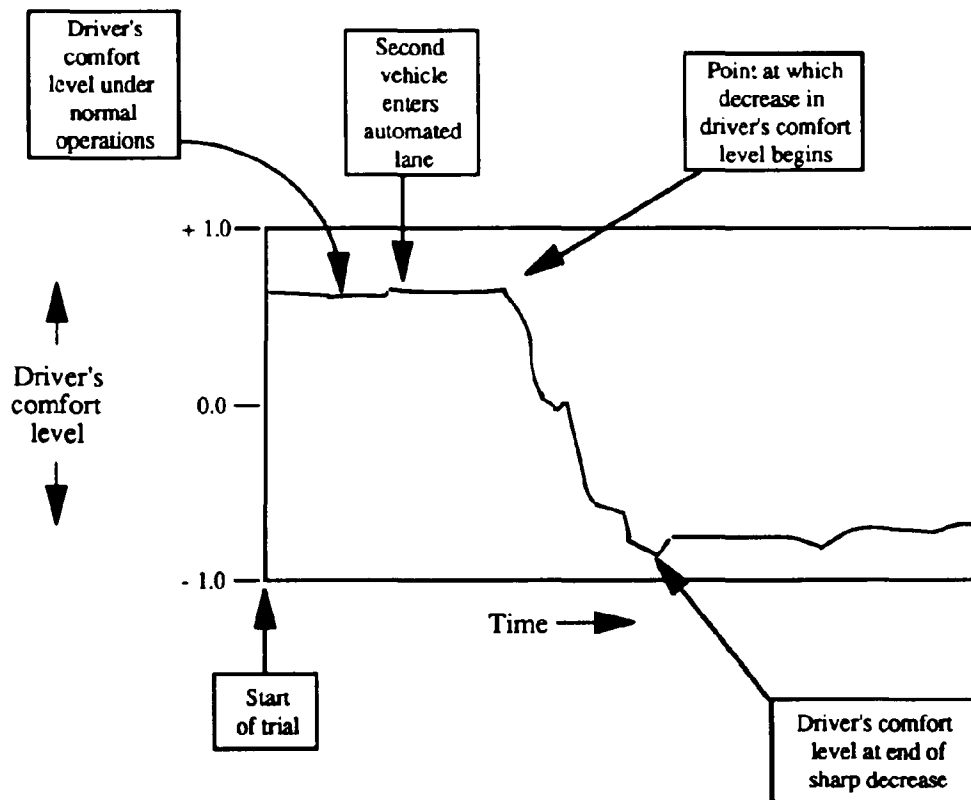 Driver's
comfort
level under
normal
operations
Second
vehicle
enters
automated
lane
Point at which
decrease in
driver's comfort
level begins
+ 1.0
Driver's
comfort
level
0.0
- 1.0
Time
Start
of trial
Driver's comfort
level at end of
sharp decrease